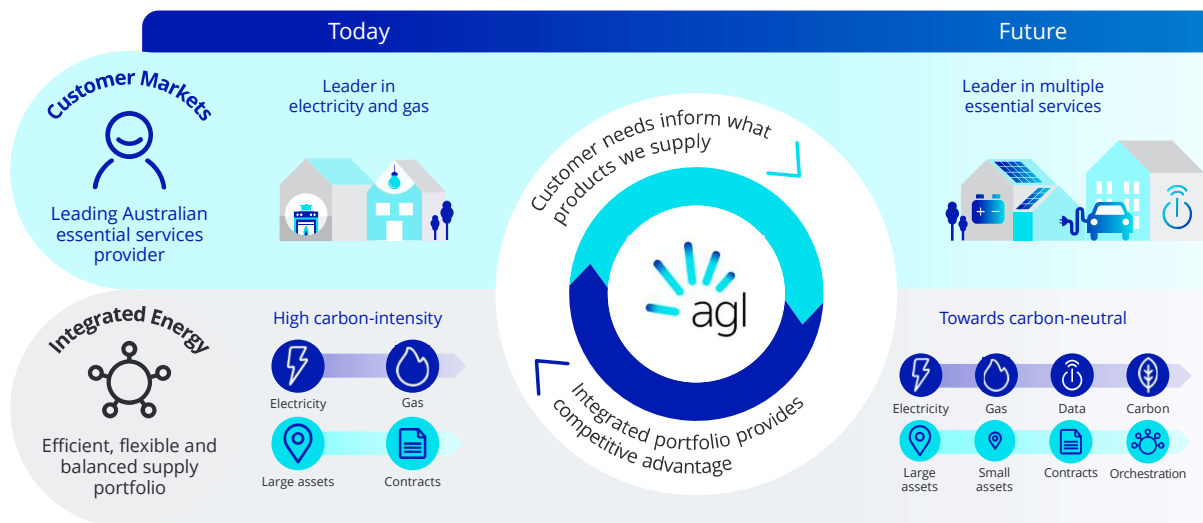 Today
Future
Customer Markets
Leading Australian
essential services
provider
Leader in
electricity and gas
Customer needs inform what
products we supply
agl
Integrated portfolio provides
competitive advantage
Leader in multiple
essential services
Integrated Energy
Efficient, flexible and
balanced supply
portfolio
High carbon-intensity
Electricity
Gas
Large assets
Contracts
Towards carbon-neutral
Electricity
Gas
Data
Carbon
Large
assets
Small
assets
Contracts
Orchestration